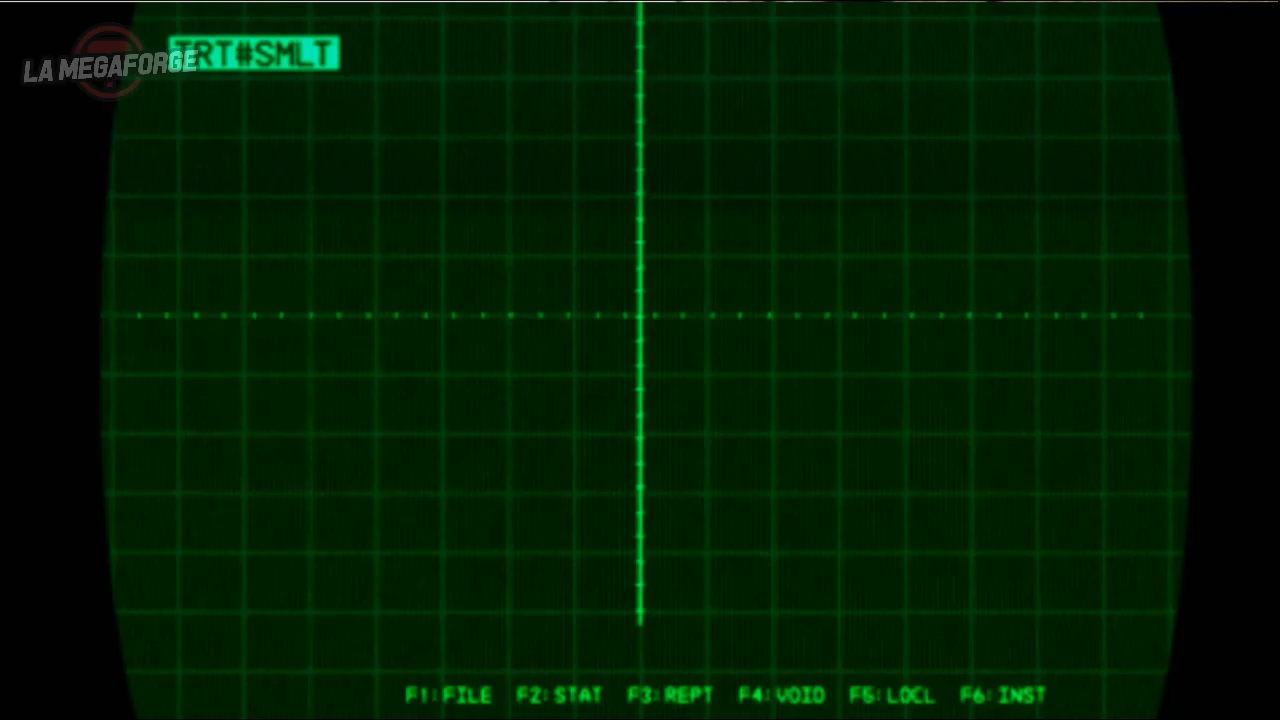 LA MEGAFORGE
TRT#SMLT
F1:FILE F2:STAT F3:REPT F4:VOID F5:LOCL F6:INST